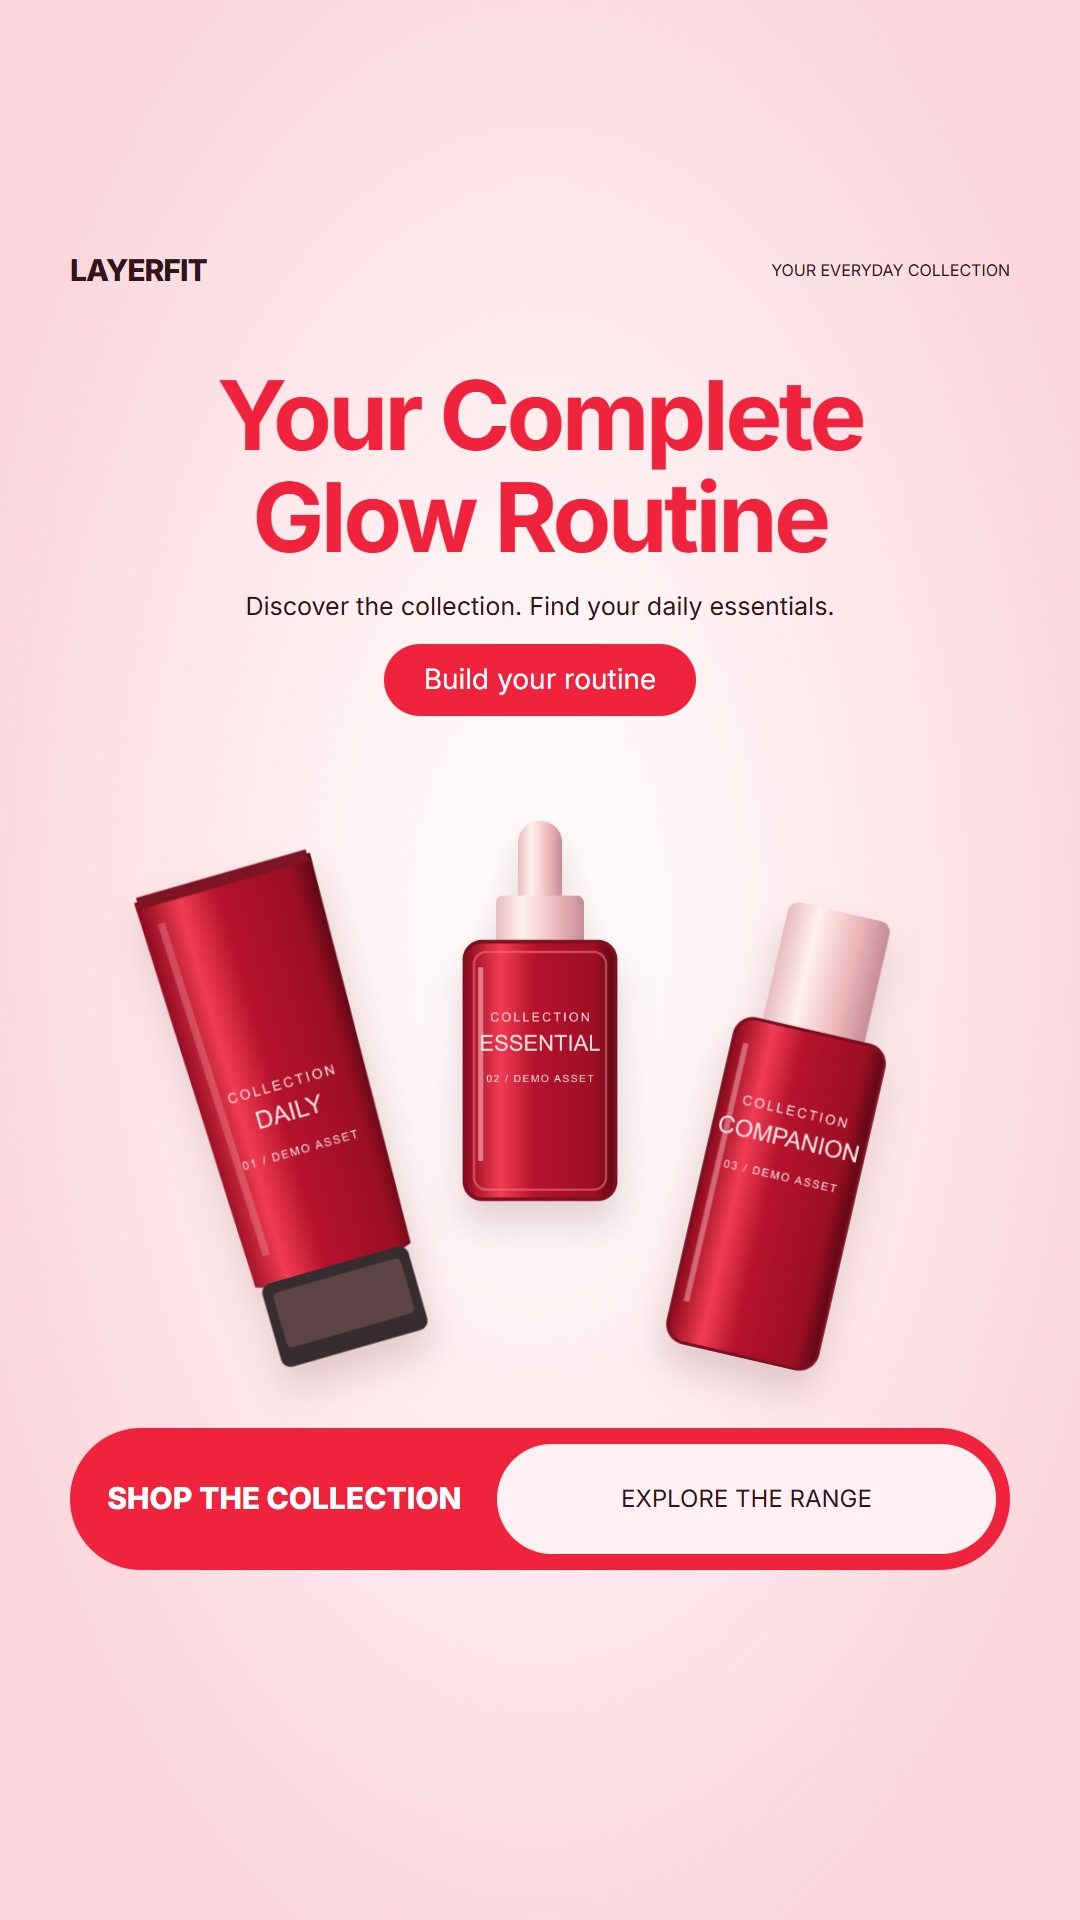 LAYERFIT
YOUR EVERYDAY COLLECTION
Your Complete
Glow Routine
Discover the collection. Find your daily essentials.
Build your routine
COLLECTION
DAILY
01 / DEMO ASSET
COLLECTION
ESSENTIAL
02 / DEMO ASSET
COLLECTION
COMPANION
03 / DEMO ASSET
SHOP THE COLLECTION
EXPLORE THE RANGE